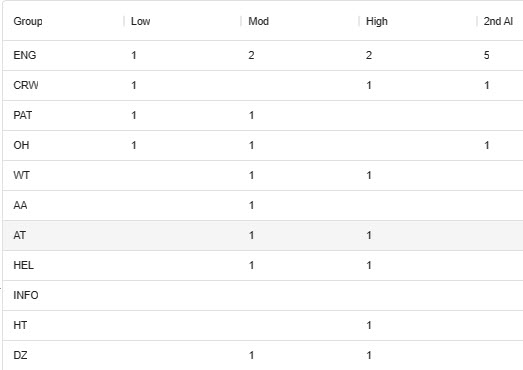 Group Low Mod High 2nd Al
ENG 1 2 2 5
CRW 1 1 1
PAT 1 1
OH 1 1 1
WT 1 1
AA 1
AT 1 1
HEL 1 1
INFO
HT 1
DZ 1 1